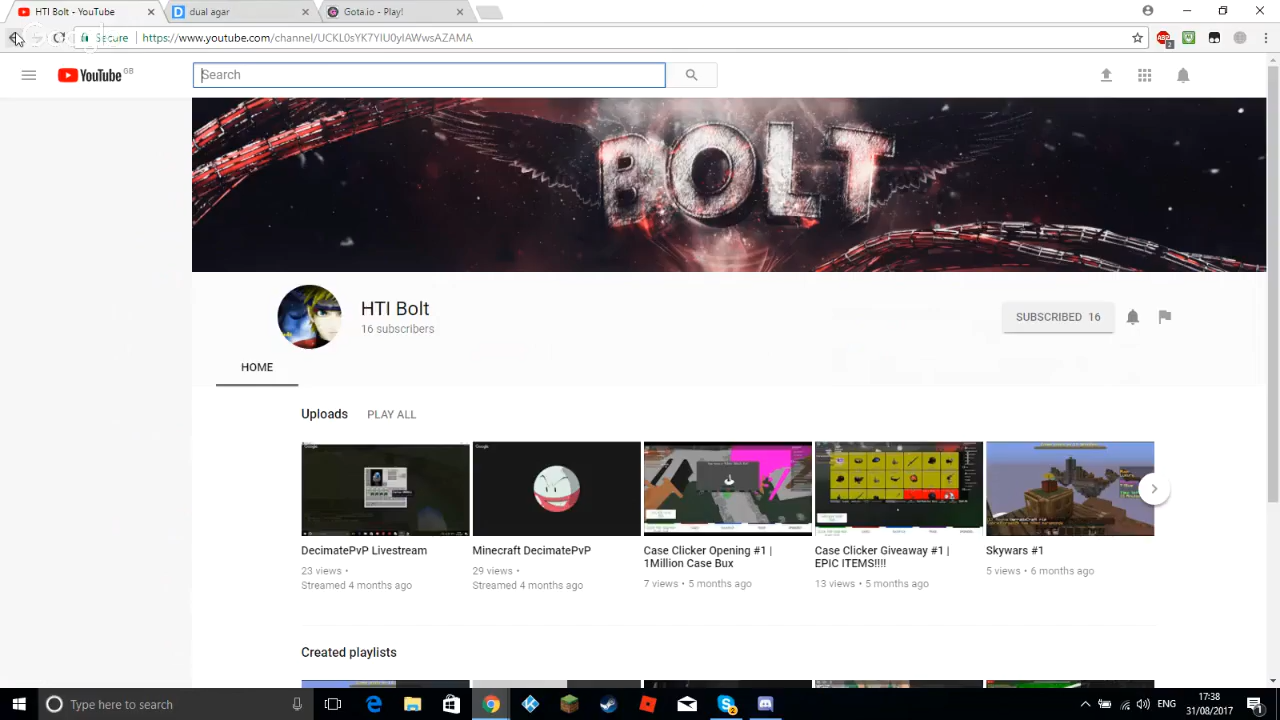 HTI Bolt - YouTube
dual agar
Gota.io - Play!
Secure
https://www.youtube.com/channel/UCKL0sYK7YIU0yIAWwsAZAMA
YouTube GB
Search
BOLT
HTI Bolt
16 subscribers
SUBSCRIBED 16
HOME
Uploads
PLAY ALL
DecimatePvP Livestream
23 views •
Streamed 4 months ago
Minecraft DecimatePvP
29 views •
Streamed 4 months ago
Case Clicker Opening #1 |
1Million Case Bux
7 views • 5 months ago
Case Clicker Giveaway #1 |
EPIC ITEMS!!!!
13 views • 5 months ago
Skywars #1
5 views • 6 months ago
Created playlists
Type here to search
ENG
17:38
31/08/2017